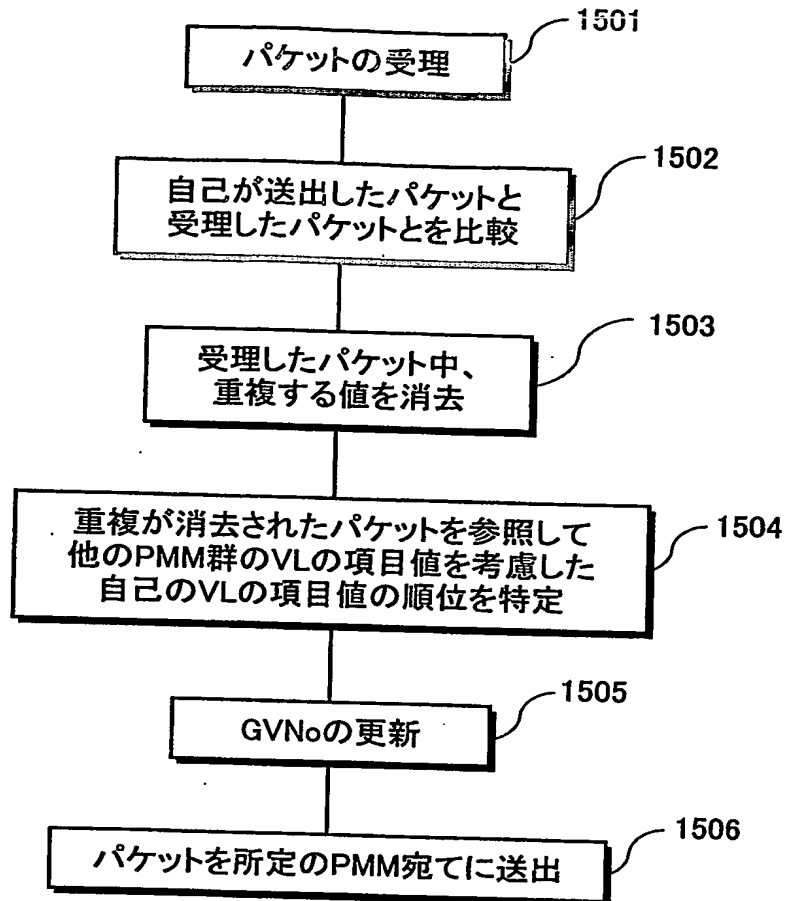 1501
パケットの受理
1502
自己が送出したパケットと
受理したパケットとを比較
1503
受理したパケット中、
重複する値を消去
1504
重複が消去されたパケットを参照して
他のPMM群のVLの項目値を考慮した
自己のVLの項目値の順位を特定
1505
GVNoの更新
1506
パケットを所定のPMM宛てに送出